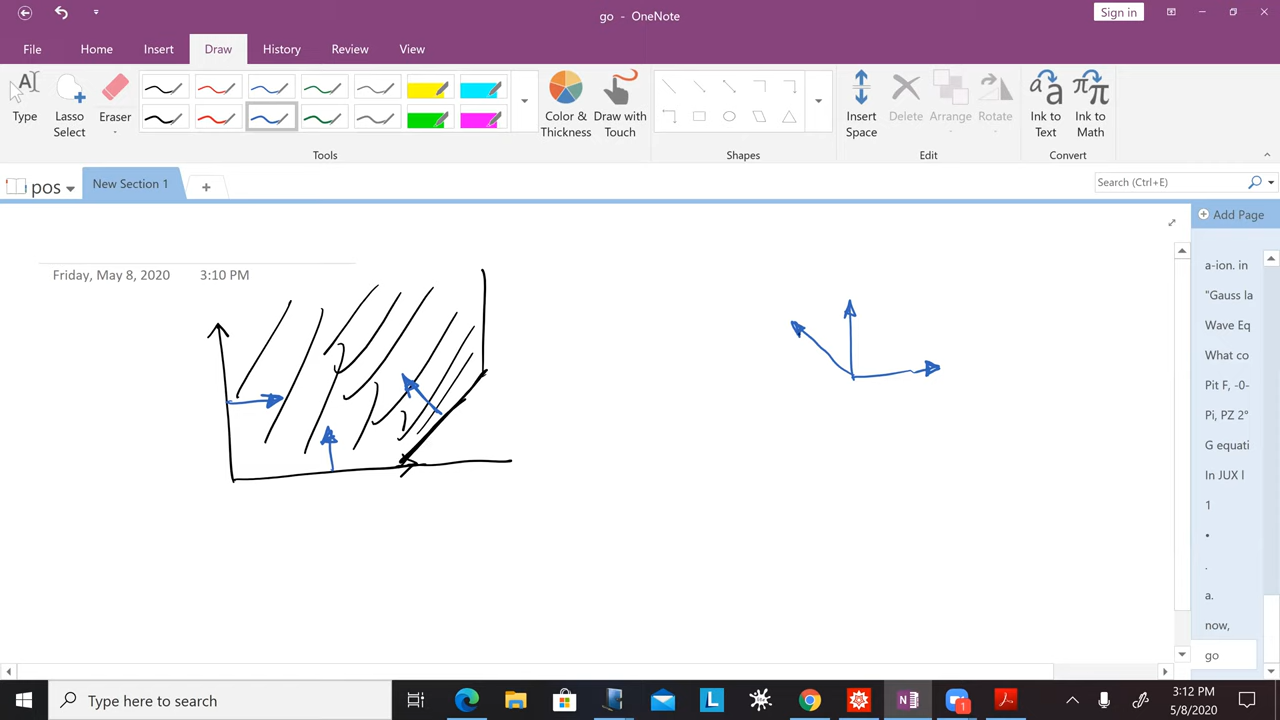 go - OneNote
Sign in
File Home Insert Draw History Review View
Type
Lasso Select
Eraser
Color & Thickness
Draw with Touch
Insert Space
Delete
Arrange
Rotate
Ink to Text
Ink to Math
Tools Shapes Edit Convert
pos
New Section 1
Search (Ctrl+E)
Add Page
Friday, May 8, 2020 3:10 PM
a-ion. in
"Gauss la
Wave Eq
What co
Pit F, -0-
Pi, PZ 2°
G equati
In JUX l
1
•
.
a.
now,
go
Type here to search
L
1
3:12 PM
5/8/2020